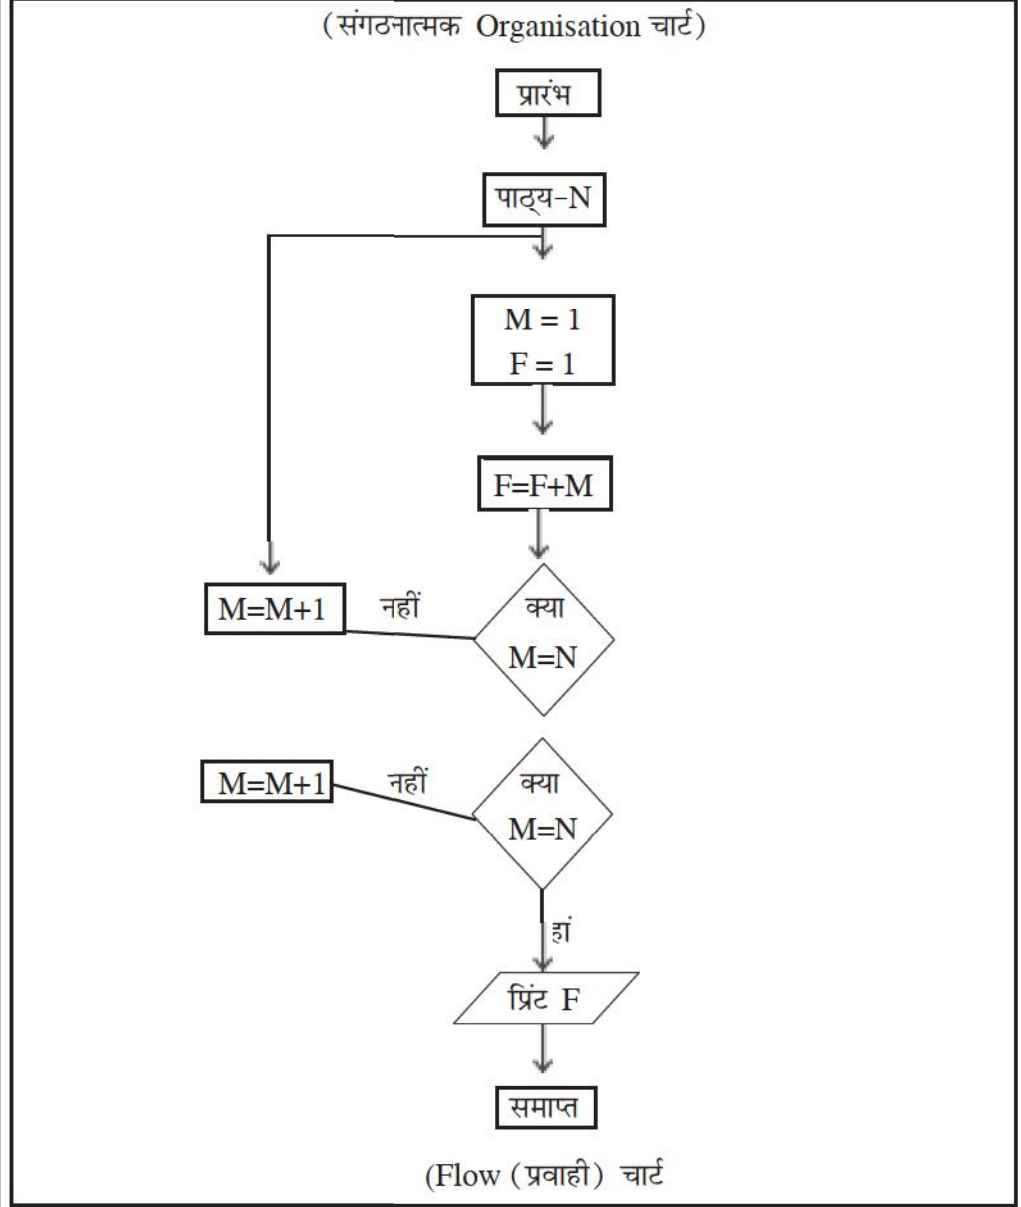 (संगठनात्मक Organisation चार्ट)
प्रारंभ
पाठ्य-N
M = 1
F = 1
F=F+M
M=M+1
नहीं
क्या
M=N
M=M+1
नहीं
क्या
M=N
हां
प्रिंट F
समाप्त
(Flow (प्रवाही) चार्ट